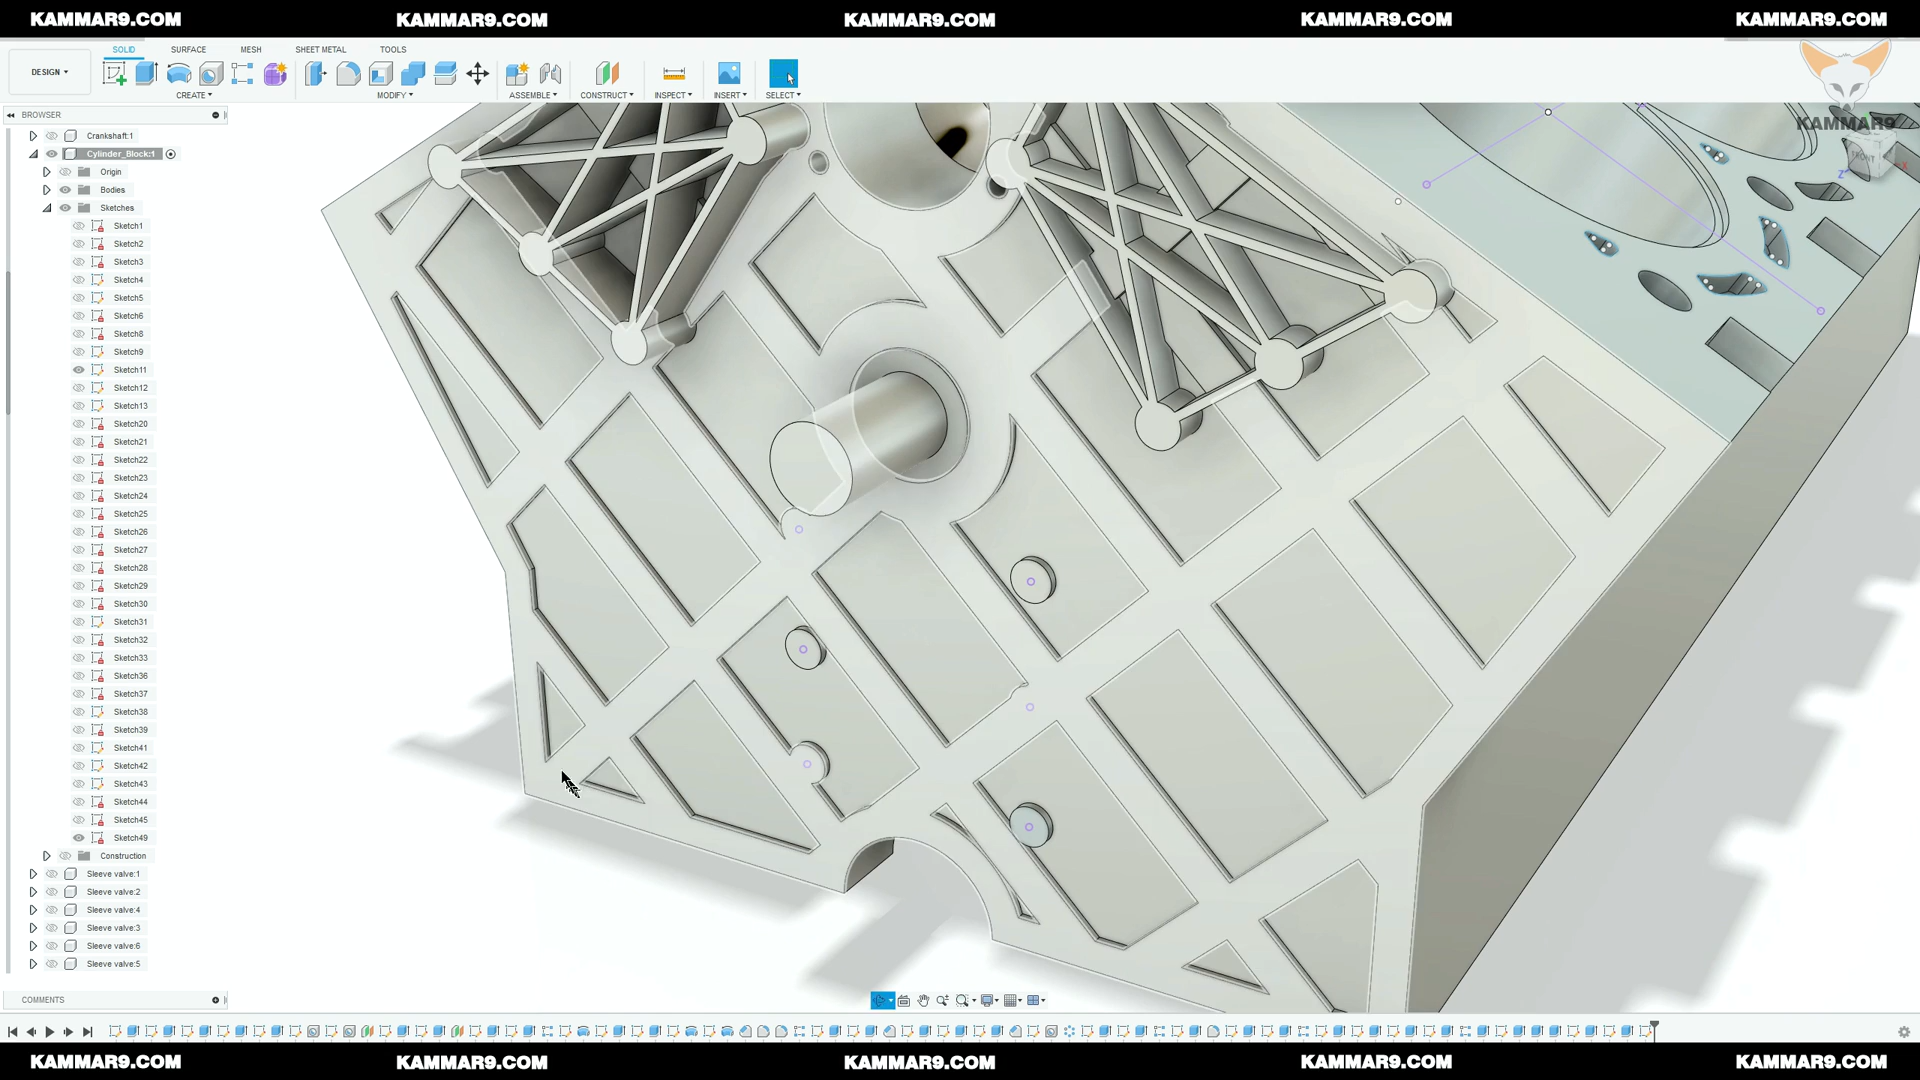 KAMMAR9.COM KAMMAR9.COM KAMMAR9.COM KAMMAR9.COM KAMMAR9.COM
SOLID SURFACE MESH SHEET METAL TOOLS
DESIGN
CREATE MODIFY ASSEMBLE CONSTRUCT INSPECT INSERT SELECT
BROWSER
KAMMAR9
FRONT
X
Z
Crankshaft:1
Cylinder_Block:1
Origin
Bodies
Sketches
Sketch1
Sketch2
Sketch3
Sketch4
Sketch5
Sketch6
Sketch8
Sketch9
Sketch11
Sketch12
Sketch13
Sketch20
Sketch21
Sketch22
Sketch23
Sketch24
Sketch25
Sketch26
Sketch27
Sketch28
Sketch29
Sketch30
Sketch31
Sketch32
Sketch33
Sketch36
Sketch37
Sketch38
Sketch39
Sketch41
Sketch42
Sketch43
Sketch44
Sketch45
Sketch49
Construction
Sleeve valve:1
Sleeve valve:2
Sleeve valve:4
Sleeve valve:3
Sleeve valve:6
Sleeve valve:5
COMMENTS
KAMMAR9.COM KAMMAR9.COM KAMMAR9.COM KAMMAR9.COM KAMMAR9.COM